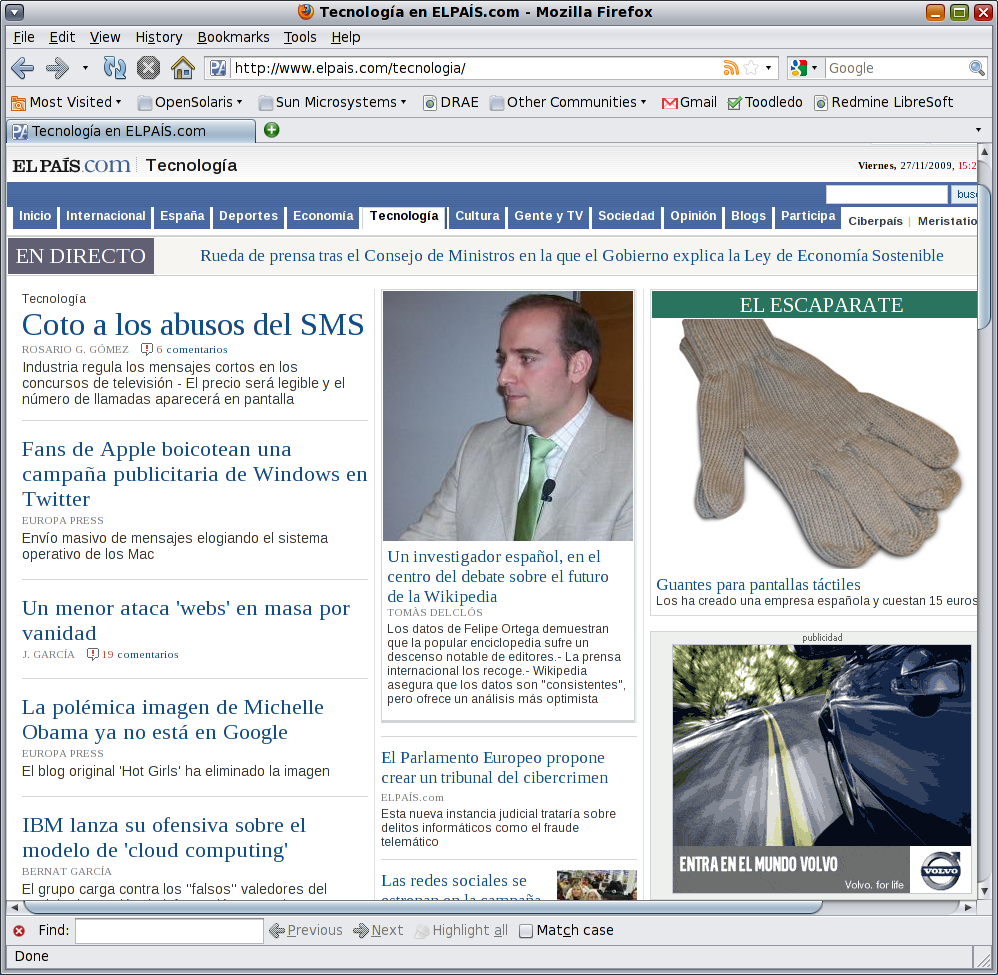 Tecnología en ELPAÍS.com - Mozilla Firefox
File Edit View History Bookmarks Tools Help
http://www.elpais.com/tecnologia/
Google
Most Visited OpenSolaris Sun Microsystems DRAE Other Communities Gmail Toodledo Redmine LibreSoft
Tecnología en ELPAÍS.com
ELPAÍS.com Tecnología
Viernes, 27/11/2009, 15:2
busc
Inicio Internacional España Deportes Economía Tecnología Cultura Gente y TV Sociedad Opinión Blogs Participa Ciberpaís | Meristatio
EN DIRECTO Rueda de prensa tras el Consejo de Ministros en la que el Gobierno explica la Ley de Economía Sostenible
Tecnología
Coto a los abusos del SMS
ROSARIO G. GÓMEZ 6 comentarios
Industria regula los mensajes cortos en los
concursos de televisión - El precio será legible y el
número de llamadas aparecerá en pantalla
Fans de Apple boicotean una
campaña publicitaria de Windows en
Twitter
EUROPA PRESS
Envío masivo de mensajes elogiando el sistema
operativo de los Mac
Un menor ataca 'webs' en masa por
vanidad
J. GARCÍA 19 comentarios
La polémica imagen de Michelle
Obama ya no está en Google
EUROPA PRESS
El blog original 'Hot Girls' ha eliminado la imagen
IBM lanza su ofensiva sobre el
modelo de 'cloud computing'
BERNAT GARCÍA
El grupo carga contra los "falsos" valedores del
Un investigador español, en el
centro del debate sobre el futuro
de la Wikipedia
TOMÀS DELCLÓS
Los datos de Felipe Ortega demuestran
que la popular enciclopedia sufre un
descenso notable de editores.- La prensa
internacional los recoge.- Wikipedia
asegura que los datos son "consistentes",
pero ofrece un análisis más optimista
El Parlamento Europeo propone
crear un tribunal del cibercrimen
ELPAÍS.com
Esta nueva instancia judicial trataría sobre
delitos informáticos como el fraude
telemático
Las redes sociales se
estrenan en la campaña
EL ESCAPARATE
Guantes para pantallas táctiles
Los ha creado una empresa española y cuestan 15 euros
publicidad
ENTRA EN EL MUNDO VOLVO
Volvo. for life
VOLVO
Find: Previous Next Highlight all Match case
Done